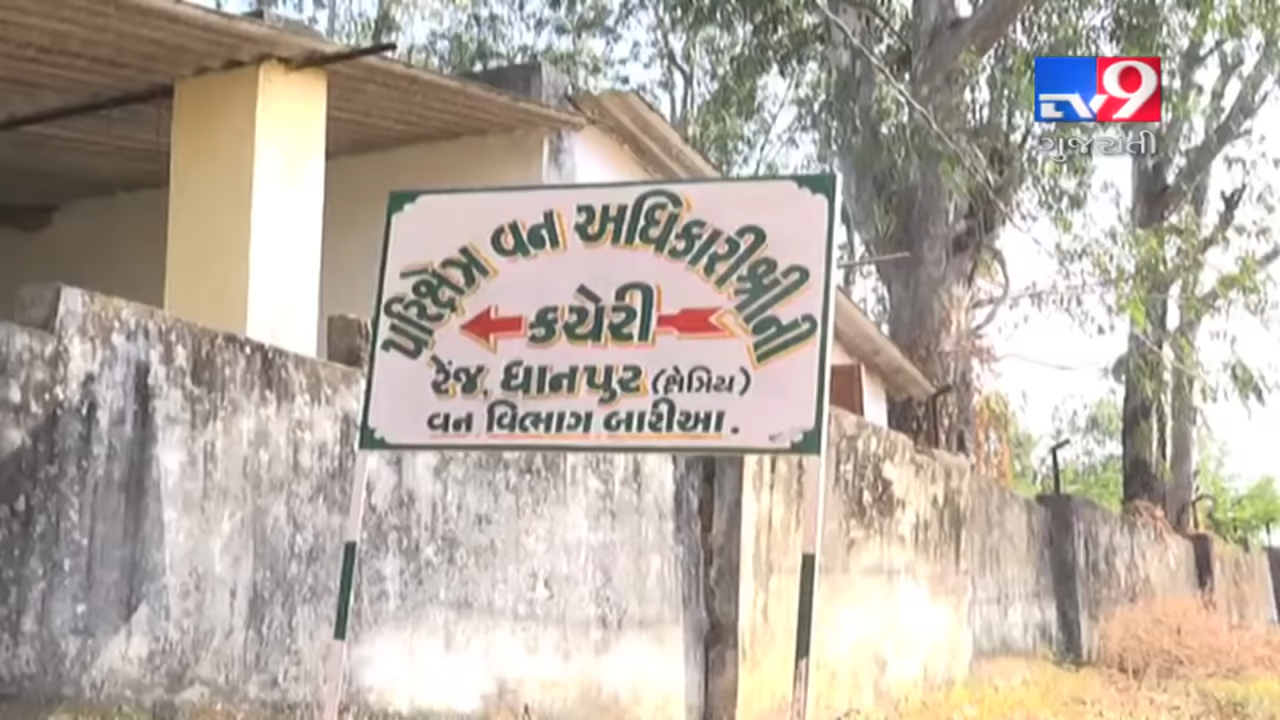 TV9
ગુજરાતી
પરિક્ષેત્ર વન અધિકારીશ્રીની
કચેરી
રેંજ, ધાનપુર (ક્ષેત્રિય)
વન વિભાગ બારીઆ.